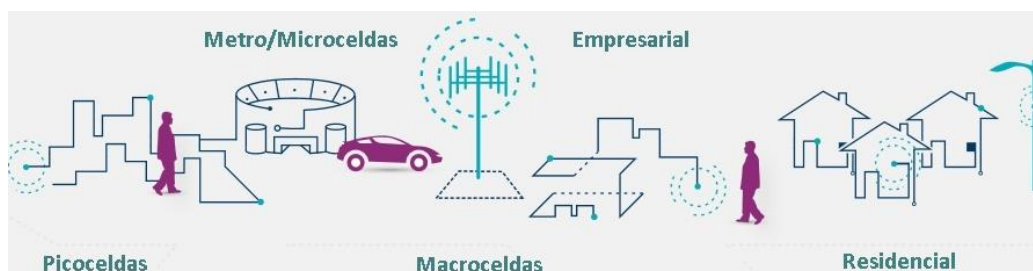 Metro/Microceldas
Empresarial
Picoceldas
Macroceldas
Residencial